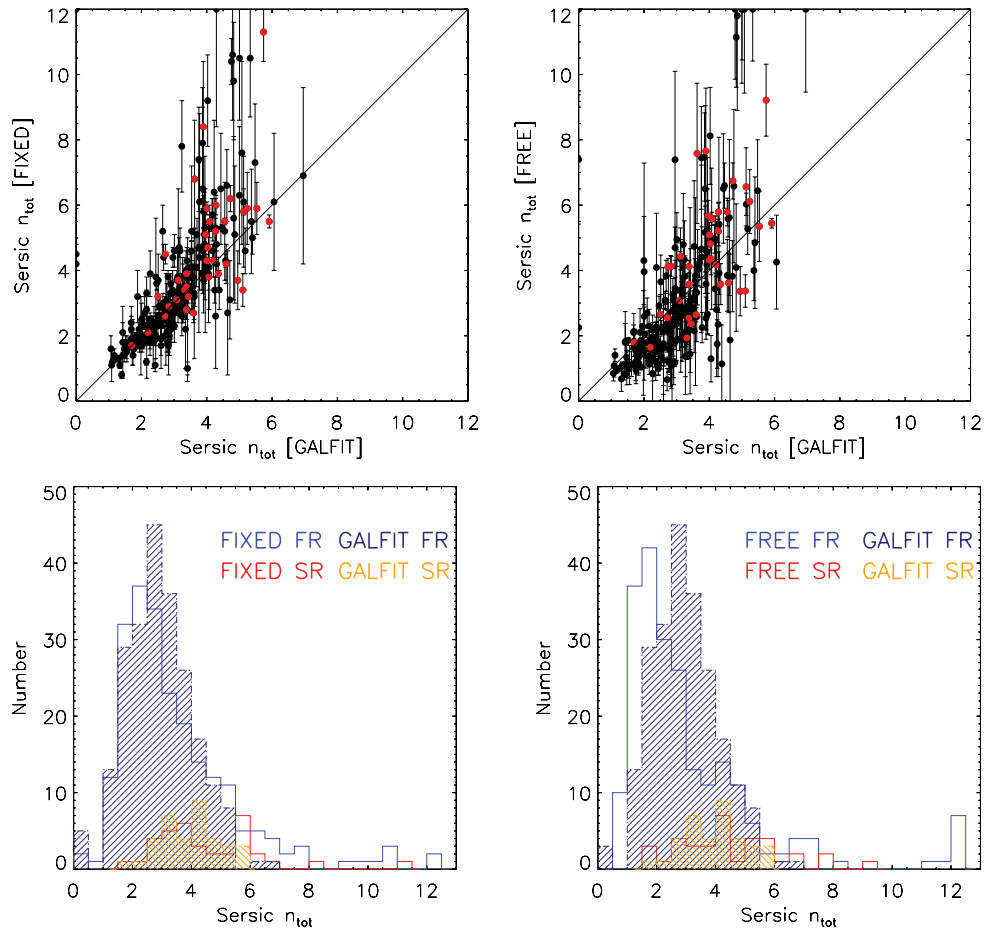 12
10
8
6
4
2
0
Sersic n_tot [FIXED]
0 2 4 6 8 10 12
Sersic n_tot [GALFIT]
12
10
8
6
4
2
0
Sersic n_tot [FREE]
0 2 4 6 8 10 12
Sersic n_tot [GALFIT]
50
40
30
20
10
0
Number
FIXED FR GALFIT FR
FIXED SR GALFIT SR
0 2 4 6 8 10 12
Sersic n_tot
50
40
30
20
10
0
Number
FREE FR GALFIT FR
FREE SR GALFIT SR
0 2 4 6 8 10 12
Sersic n_tot